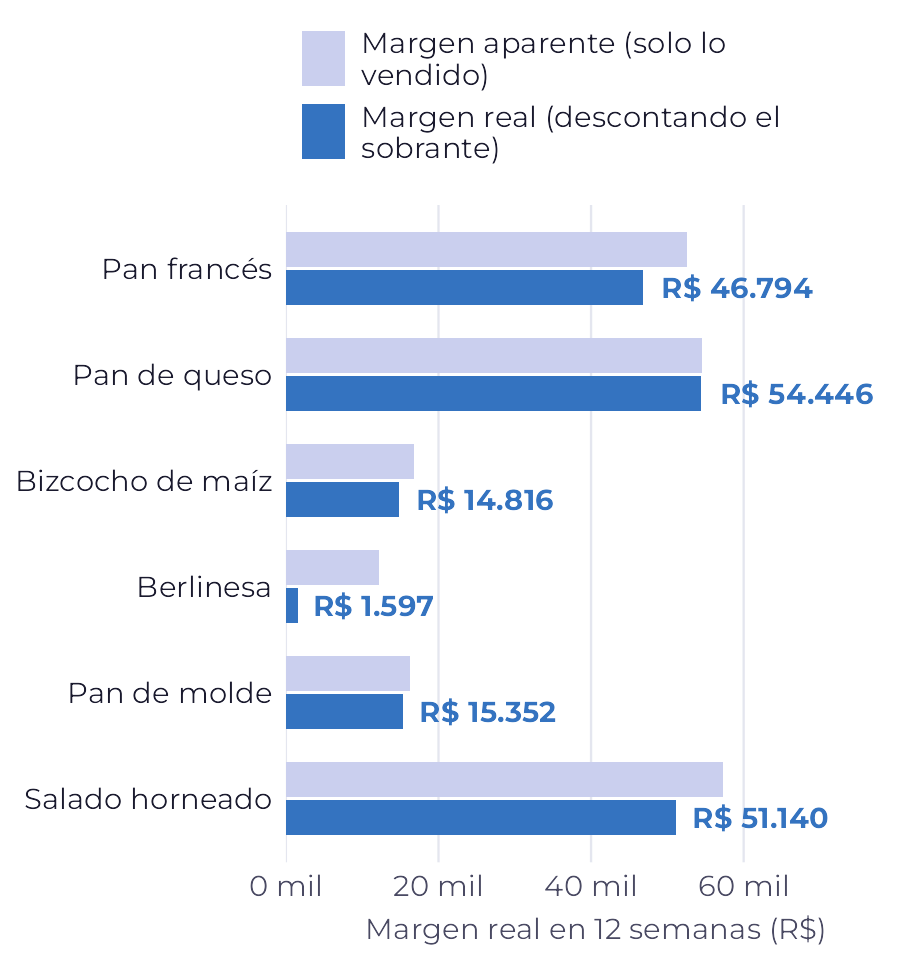 Margen aparente (solo lo
vendido)
Margen real (descontando el
sobrante)
Pan francés
R$ 46.794
Pan de queso
R$ 54.446
Bizcocho de maíz
R$ 14.816
Berlinesa
R$ 1.597
Pan de molde
R$ 15.352
Salado horneado
R$ 51.140
0 mil
20 mil
40 mil
60 mil
Margen real en 12 semanas (R$)